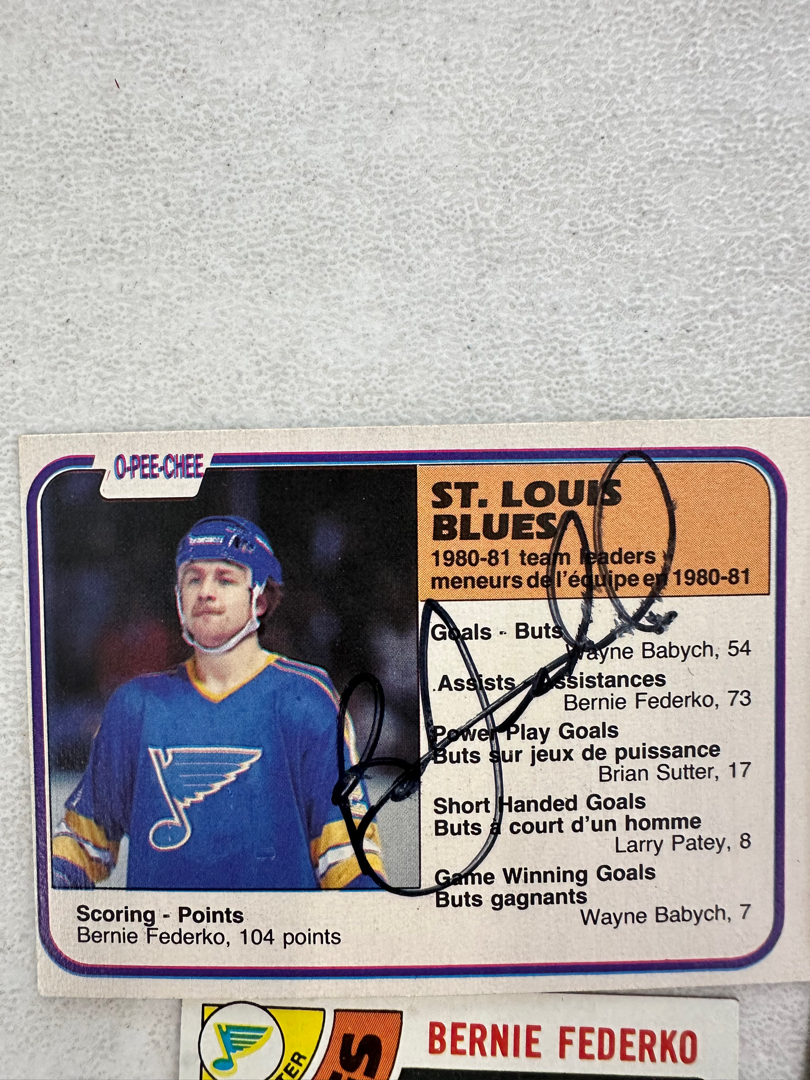 O-PEE-CHEE
ST. LOUIS
BLUES
1980-81 team leaders
meneurs de l'équipe en 1980-81
Goals - Buts
Wayne Babych, 54
Assists - Assistances
Bernie Federko, 73
Power Play Goals
Buts sur jeux de puissance
Brian Sutter, 17
Short Handed Goals
Buts à court d'un homme
Larry Patey, 8
Game Winning Goals
Buts gagnants
Wayne Babych, 7
Scoring - Points
Bernie Federko, 104 points
BERNIE FEDERKO